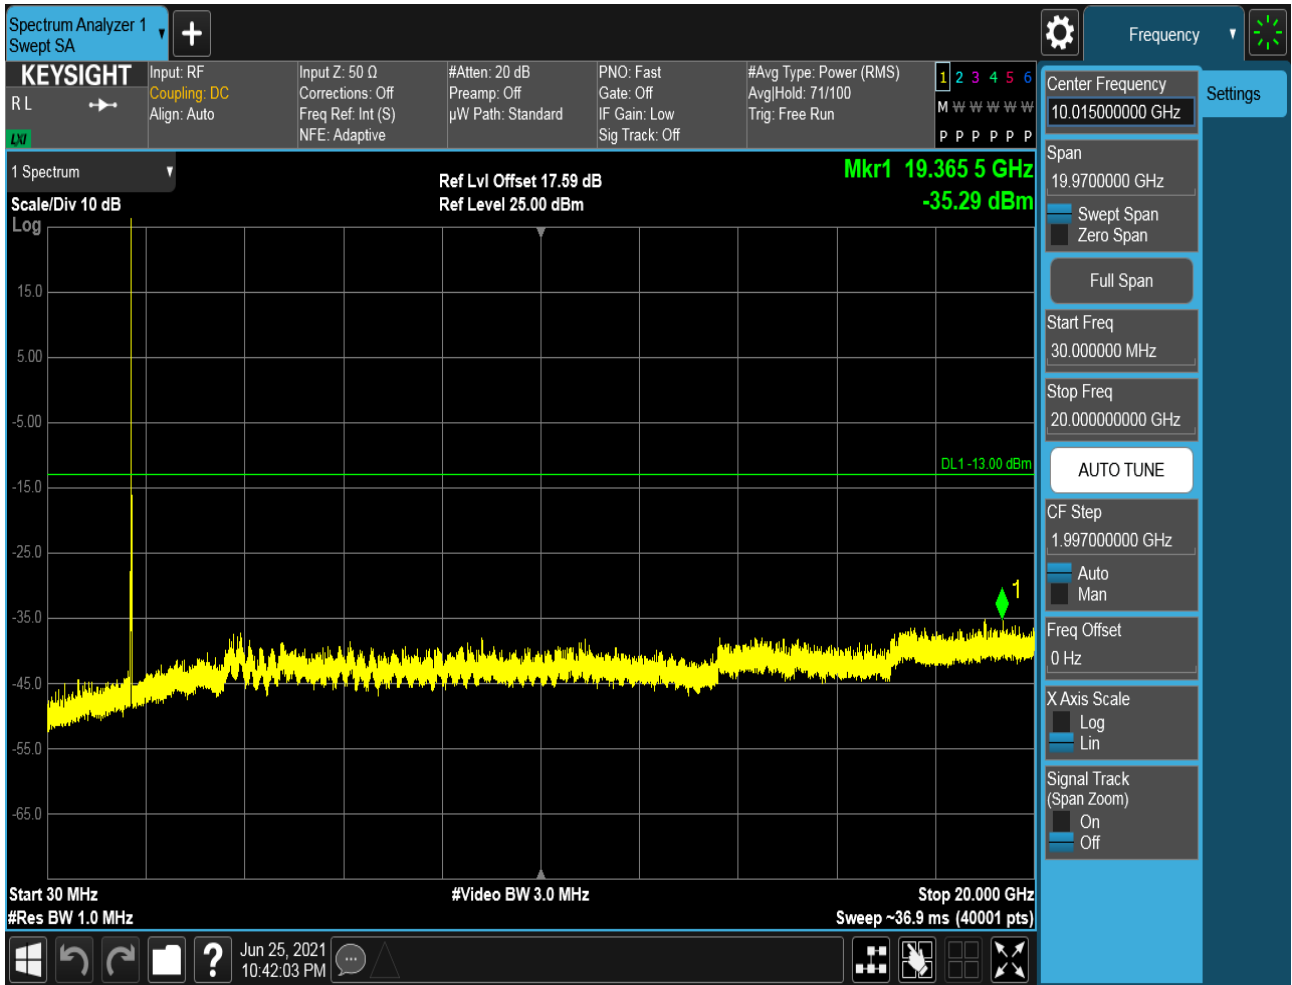 Spectrum Analyzer 1
Swept SA
Frequency
KEYSIGHT
R L
LXI
Input: RF
Coupling: DC
Align: Auto
Input Z: 50 Ω
Corrections: Off
Freq Ref: Int (S)
NFE: Adaptive
#Atten: 20 dB
Preamp: Off
µW Path: Standard
PNO: Fast
Gate: Off
IF Gain: Low
Sig Track: Off
#Avg Type: Power (RMS)
Avg|Hold: 71/100
Trig: Free Run
1 2 3 4 5 6
M W W W W W
P P P P P P
1 Spectrum
Scale/Div 10 dB
Log
Ref Lvl Offset 17.59 dB
Ref Level 25.00 dBm
Mkr1 19.365 5 GHz
-35.29 dBm
15.0
5.00
-5.00
DL1 -13.00 dBm
-15.0
-25.0
1
-35.0
-45.0
-55.0
-65.0
Start 30 MHz
#Video BW 3.0 MHz
Stop 20.000 GHz
#Res BW 1.0 MHz
Sweep ~36.9 ms (40001 pts)
Center Frequency
10.015000000 GHz
Settings
Span
19.9700000 GHz
Swept Span
Zero Span
Full Span
Start Freq
30.000000 MHz
Stop Freq
20.000000000 GHz
AUTO TUNE
CF Step
1.997000000 GHz
Auto
Man
Freq Offset
0 Hz
X Axis Scale
Log
Lin
Signal Track
(Span Zoom)
On
Off
?
Jun 25, 2021
10:42:03 PM